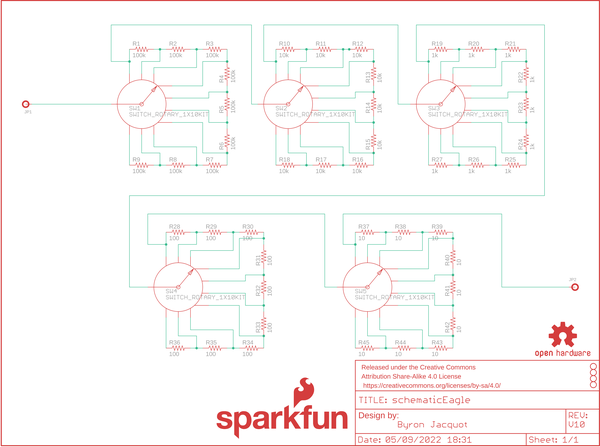 R1 R2 R3
100k 100k 100k
R4
100k
R5
100k
R6
100k
SW1
SWITCH_ROTARY_1X10KIT
R9 R8 R7
100k 100k 100k
JP1
R10 R11 R12
10k 10k 10k
R13
10k
R14
10k
R15
10k
SW2
SWITCH_ROTARY_1X10KIT
R18 R17 R16
10k 10k 10k
R19 R20 R21
1k 1k 1k
R22
1k
R23
1k
R24
1k
SW3
SWITCH_ROTARY_1X10KIT
R27 R26 R25
1k 1k 1k
R28 R29 R30
100 100 100
R31
100
R32
100
R33
100
SW4
SWITCH_ROTARY_1X10KIT
R36 R35 R34
100 100 100
R37 R38 R39
10 10 10
R40
10
R41
10
R42
10
SW5
SWITCH_ROTARY_1X10KIT
R45 R44 R43
10 10 10
JP2
open hardware
sparkfun
Released under the Creative Commons
Attribution Share-Alike 4.0 License
https://creativecommons.org/licenses/by-sa/4.0/
TITLE: schematicEagle
Design by:
Byron Jacquot
REV:
V10
Date: 05/09/2022 18:31
Sheet: 1/1